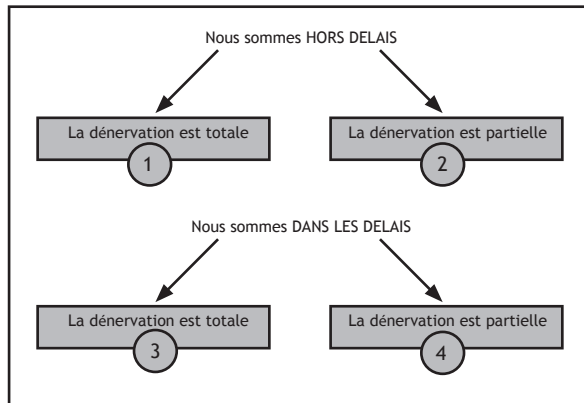 Nous sommes HORS DELAIS
La dénervation est totale
La dénervation est partielle
1
2
Nous sommes DANS LES DELAIS
La dénervation est totale
La dénervation est partielle
3
4